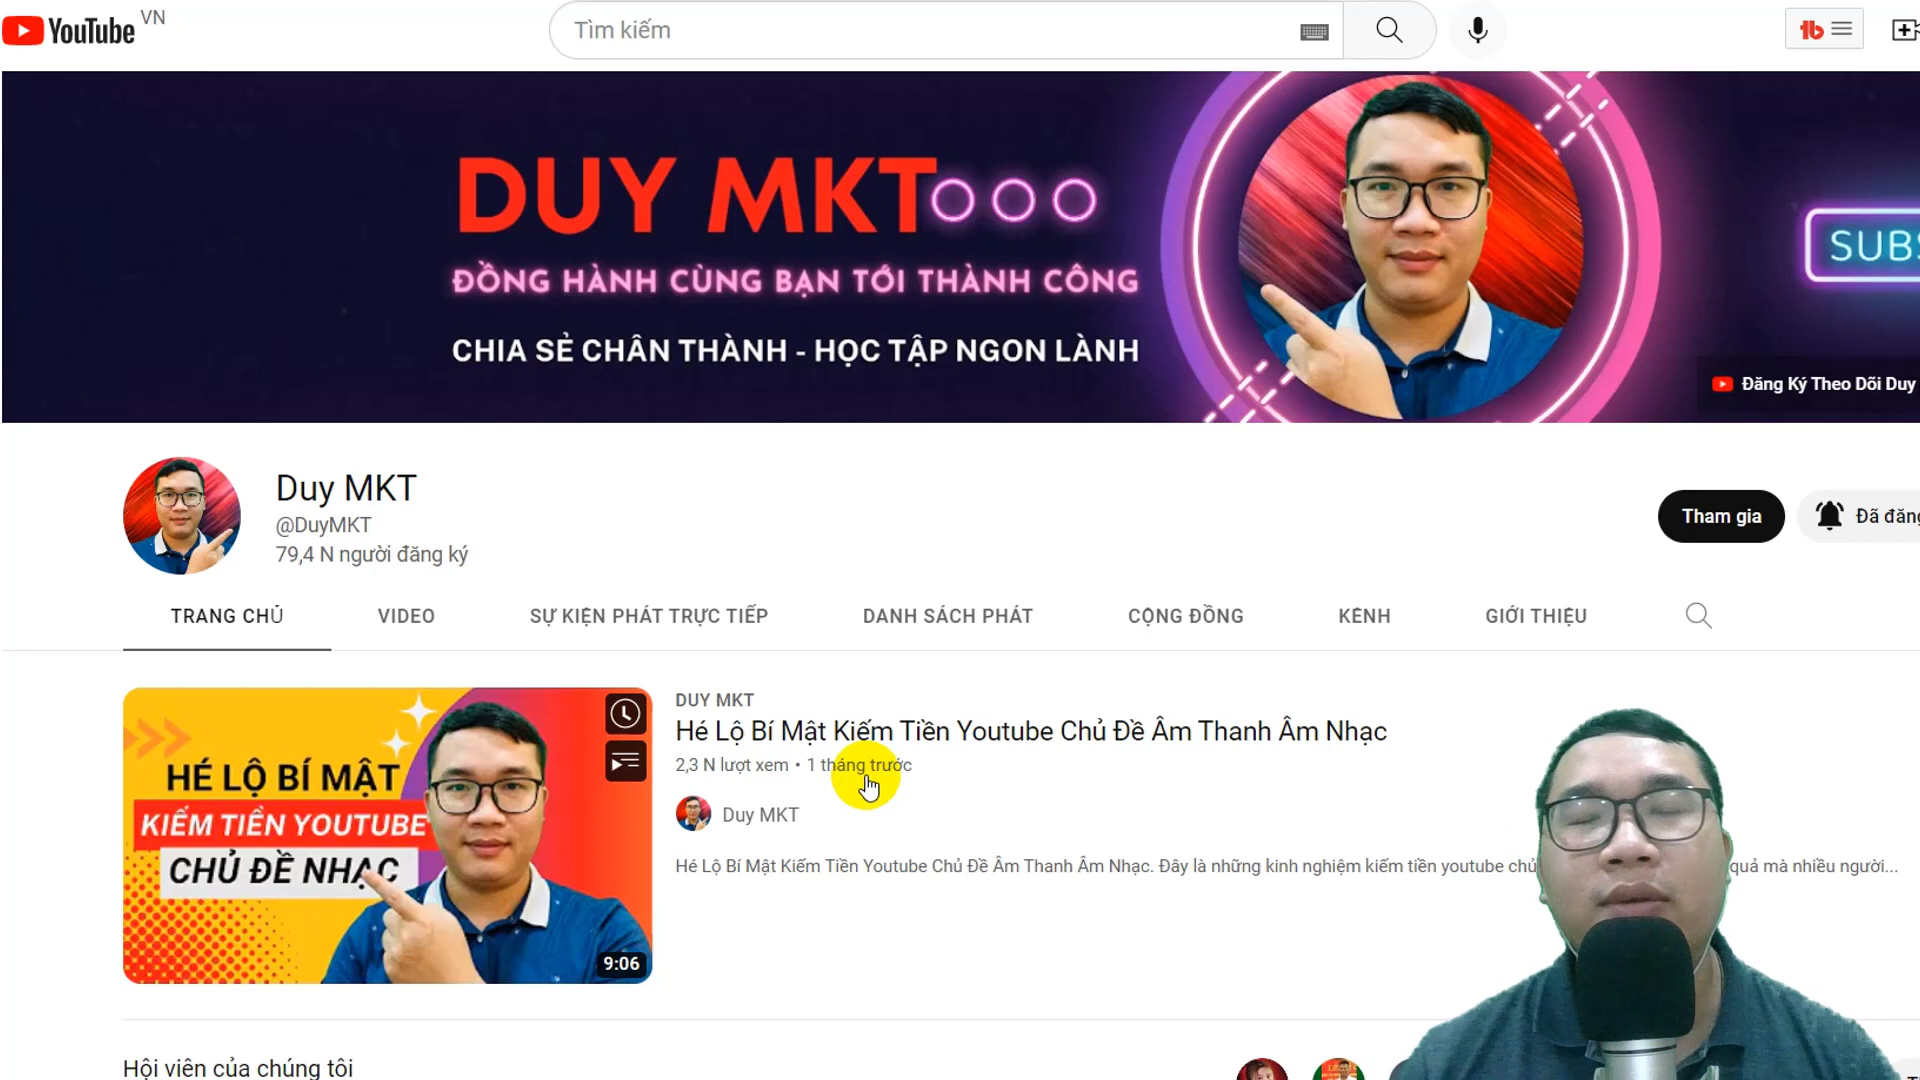 YouTube VN
Tìm kiếm
DUY MKT
ĐỒNG HÀNH CÙNG BẠN TỚI THÀNH CÔNG
CHIA SẺ CHÂN THÀNH - HỌC TẬP NGON LÀNH
SUBS
Đăng Ký Theo Dõi Duy
Duy MKT
@DuyMKT
79,4 N người đăng ký
Tham gia
Đã đăng
TRANG CHỦ
VIDEO
SỰ KIỆN PHÁT TRỰC TIẾP
DANH SÁCH PHÁT
CỘNG ĐỒNG
KÊNH
GIỚI THIỆU
HÉ LỘ BÍ MẬT
KIẾM TIỀN YOUTUBE
CHỦ ĐỀ NHẠC
9:06
DUY MKT
Hé Lộ Bí Mật Kiếm Tiền Youtube Chủ Đề Âm Thanh Âm Nhạc
2,3 N lượt xem • 1 tháng trước
Duy MKT
Hé Lộ Bí Mật Kiếm Tiền Youtube Chủ Đề Âm Thanh Âm Nhạc. Đây là những kinh nghiệm kiếm tiền youtube chủ quả mà nhiều người...
Hội viên của chúng tôi